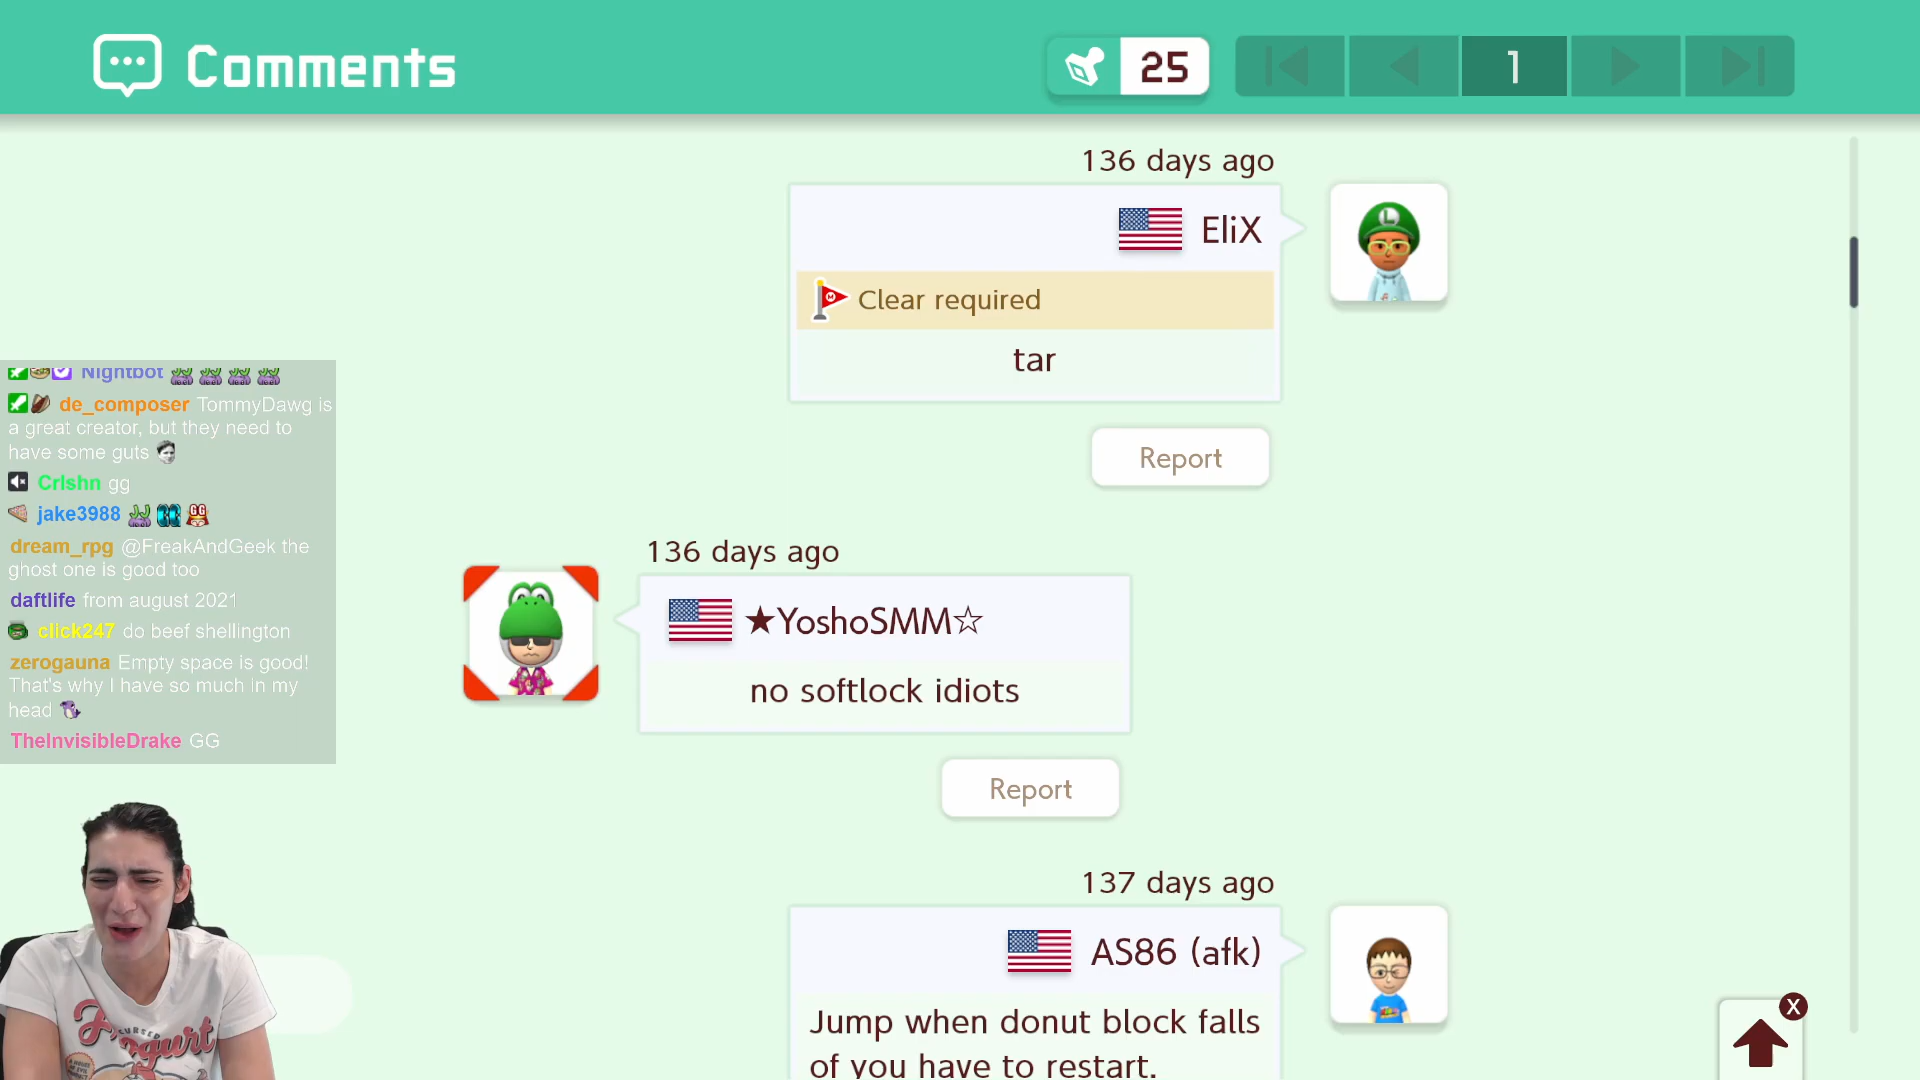 Comments
25
1
136 days ago
EliX
Clear required
tar
Report
136 days ago
★YoshoSMM☆
no softlock idiots
Report
137 days ago
AS86 (afk)
Jump when donut block falls
of you have to restart.
X
Nightbot
de_composer TommyDawg is
a great creator, but they need to
have some guts
Crlshn gg
jake3988 GG
dream_rpg @FreakAndGeek the
ghost one is good too
daftlife from august 2021
click247 do beef shellington
zerogauna Empty space is good!
That's why I have so much in my
head
TheInvisibleDrake GG